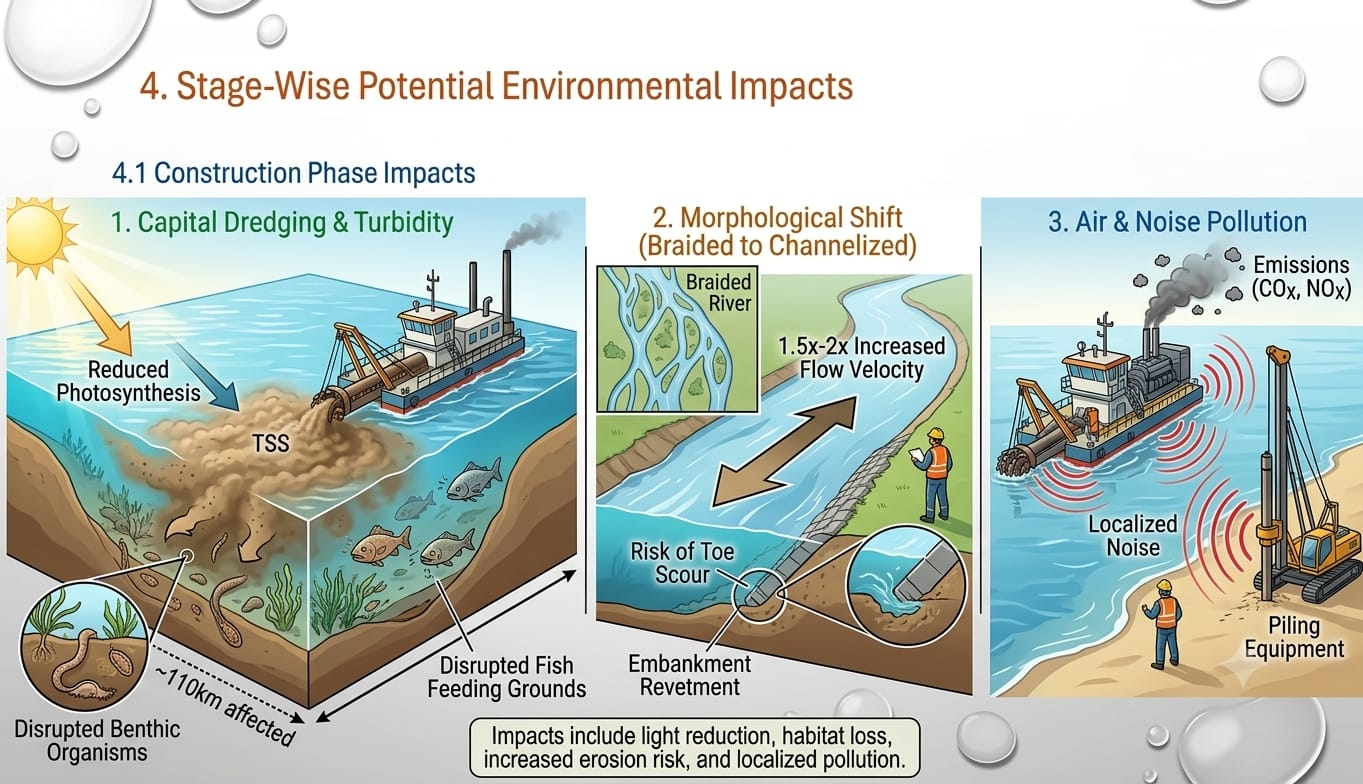 4. Stage-Wise Potential Environmental Impacts
4.1 Construction Phase Impacts
1. Capital Dredging & Turbidity
Reduced
Photosynthesis
TSS
Disrupted Benthic
Organisms
~110km affected
Disrupted Fish
Feeding Grounds
2. Morphological Shift
(Braided to Channelized)
Braided
River
1.5x-2x Increased
Flow Velocity
Risk of Toe
Scour
Embankment
Revetment
3. Air & Noise Pollution
Emissions
(COx, NOx)
Localized
Noise
Piling
Equipment
Impacts include light reduction, habitat loss,
increased erosion risk, and localized pollution.